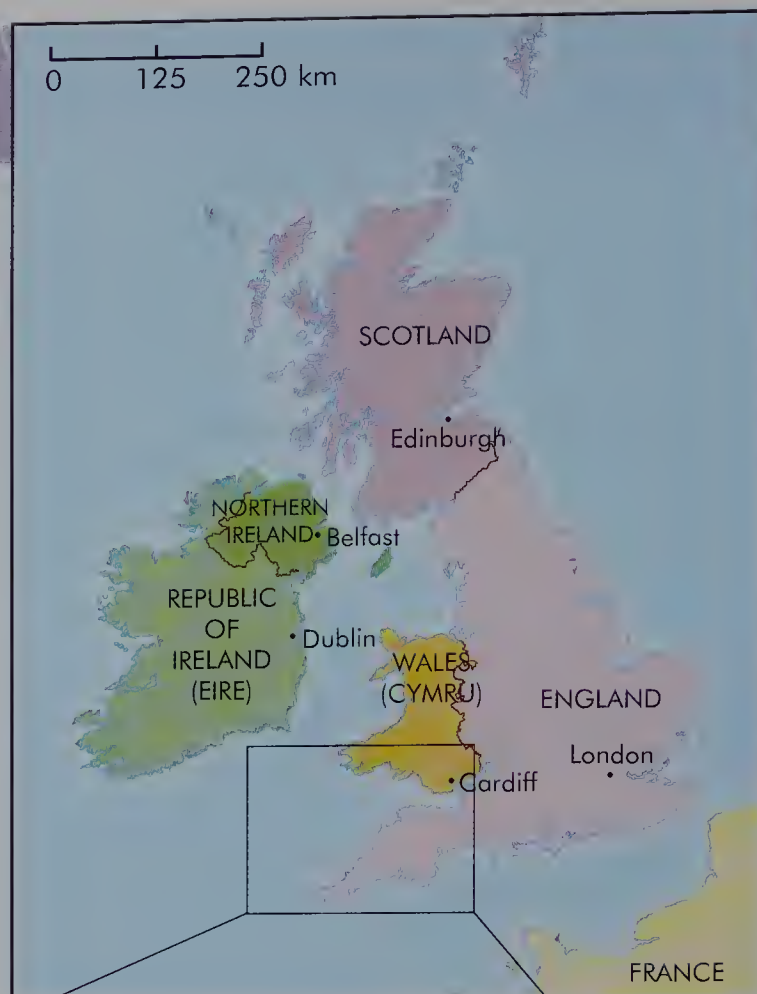 0 125 250 km
SCOTLAND
Edinburgh
NORTHERN
IRELAND
Belfast
REPUBLIC
OF
IRELAND
(EIRE)
Dublin
WALES
(CYMRU)
ENGLAND
London
Cardiff
FRANCE